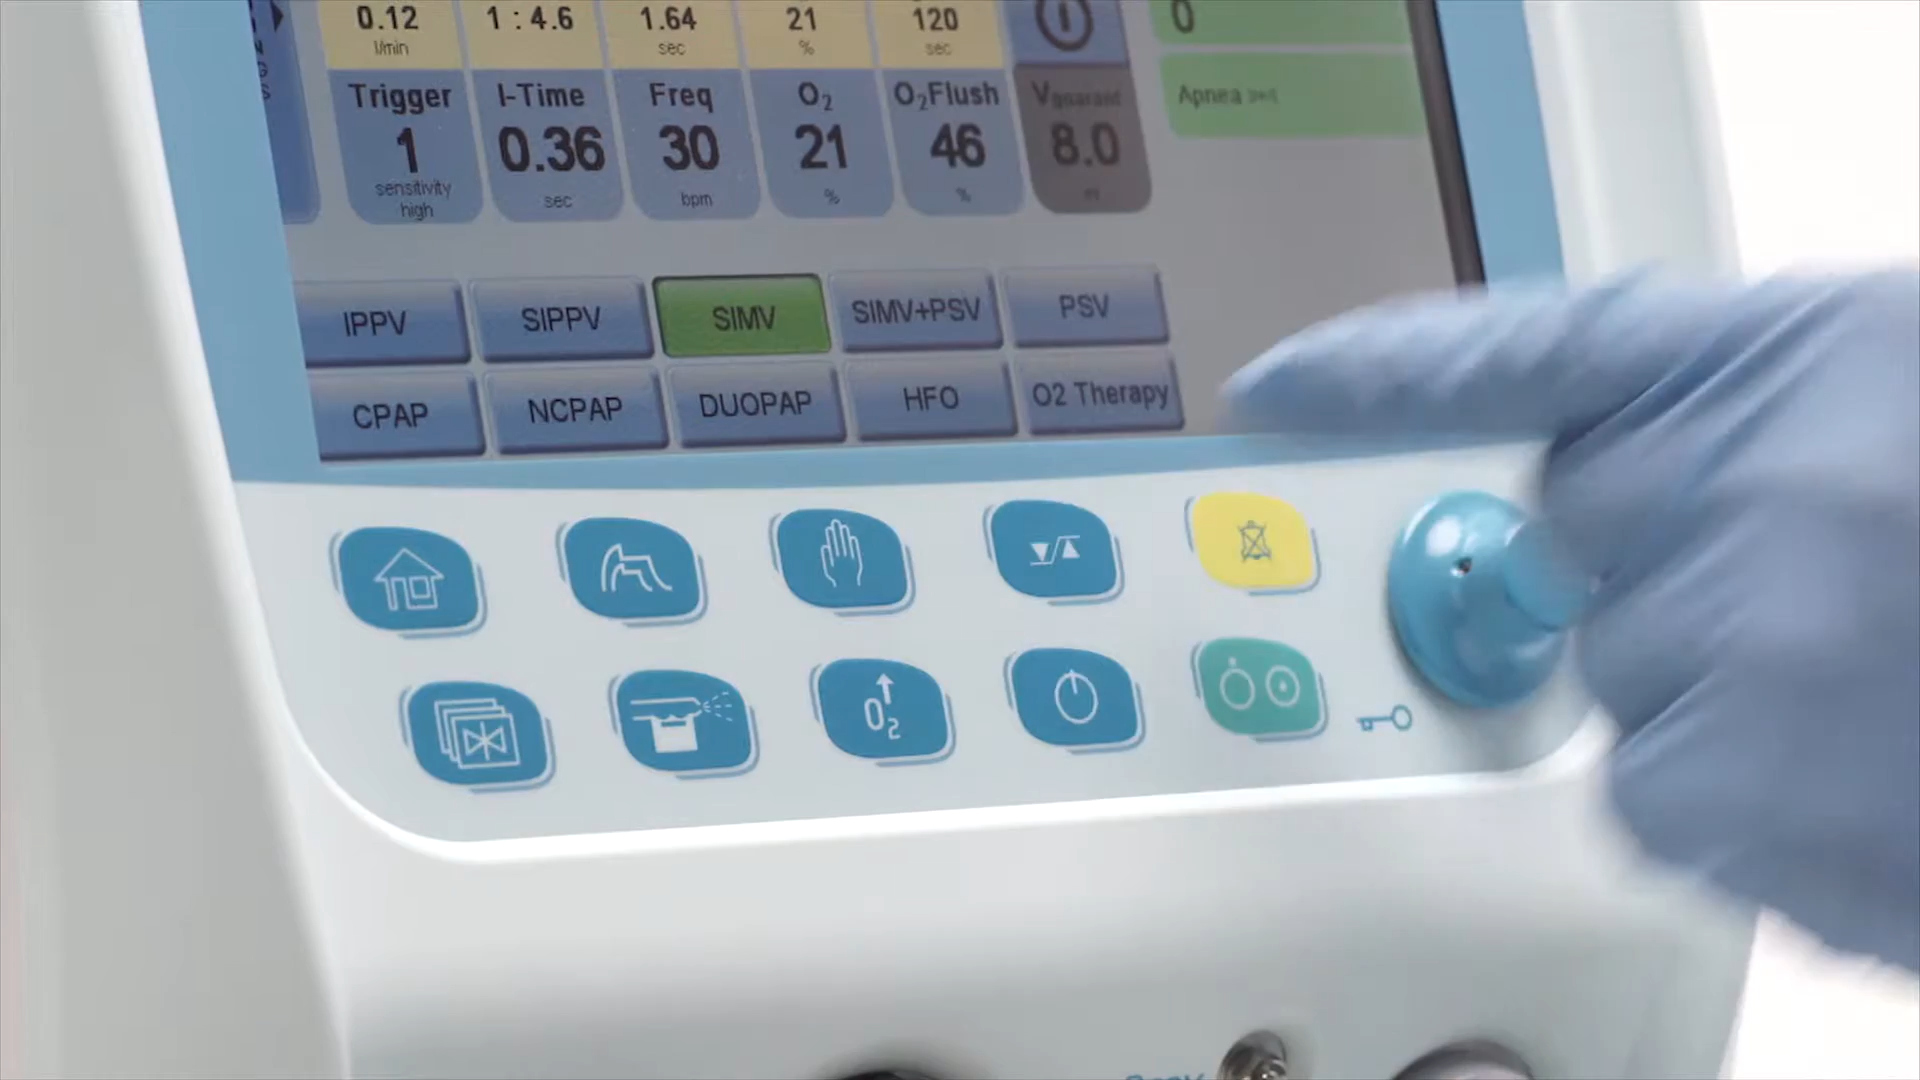 0.12 1 : 4.6 1.64 21 120 0
l/min sec % sec
Trigger I-Time Freq O2 O2Flush Vguarant Apnea
1 0.36 30 21 46 8.0
sensitivity high sec bpm % %
IPPV SIPPV SIMV SIMV+PSV PSV
CPAP NCPAP DUOPAP HFO O2 Therapy
O2